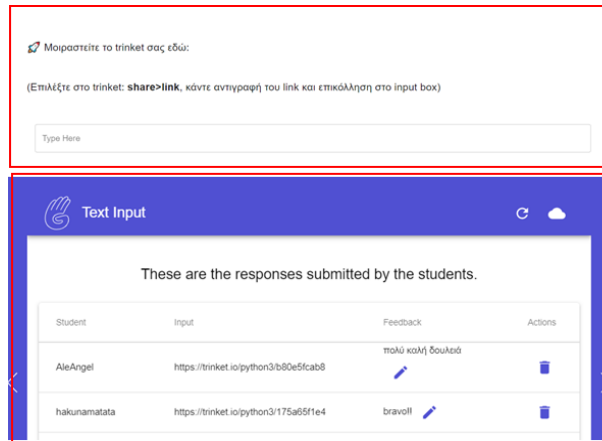 🚀 Μοιραστείτε το trinket σας εδώ:
(Επιλέξτε στο trinket: share>link, κάντε αντιγραφή του link και επικόλληση στο input box)
Type Here
Text Input
These are the responses submitted by the students.
Student Input Feedback Actions
πολύ καλή δουλειά
AleAngel https://trinket.io/python3/b80e5fcab8
hakunamatata https://trinket.io/python3/175a65f1e4 bravo!!